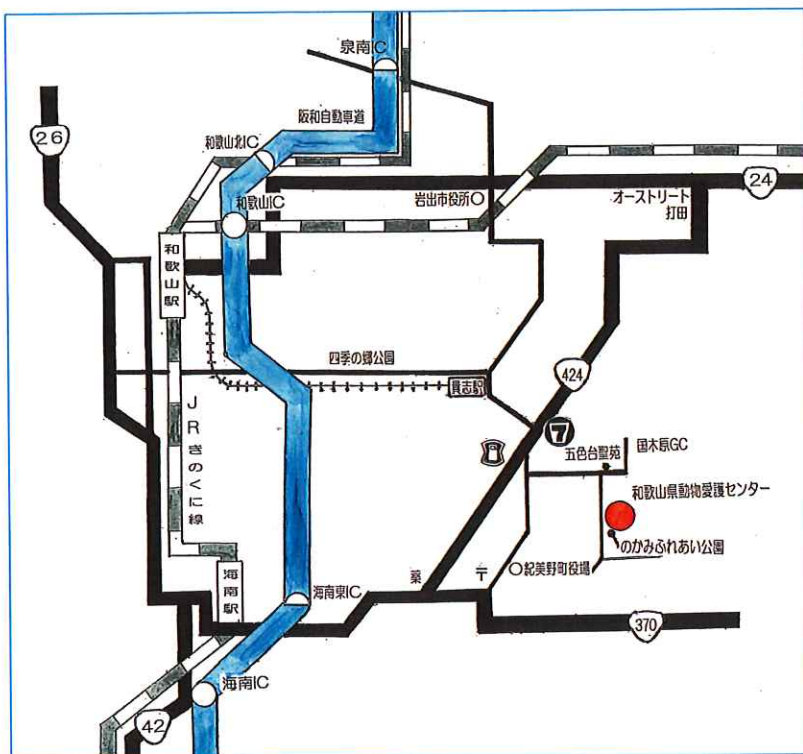 泉南IC
阪和自動車道
26
和歌山北IC
和歌山IC
岩出市役所
オーストリート
打田
24
和歌山駅
四季の郷公園
貴志駅
424
7
JRきのくに線
五色台聖苑
国木原GC
和歌山県動物愛護センター
のかみふれあい公園
薬
〒
紀美野町役場
海南駅
海南東IC
370
海南IC
42